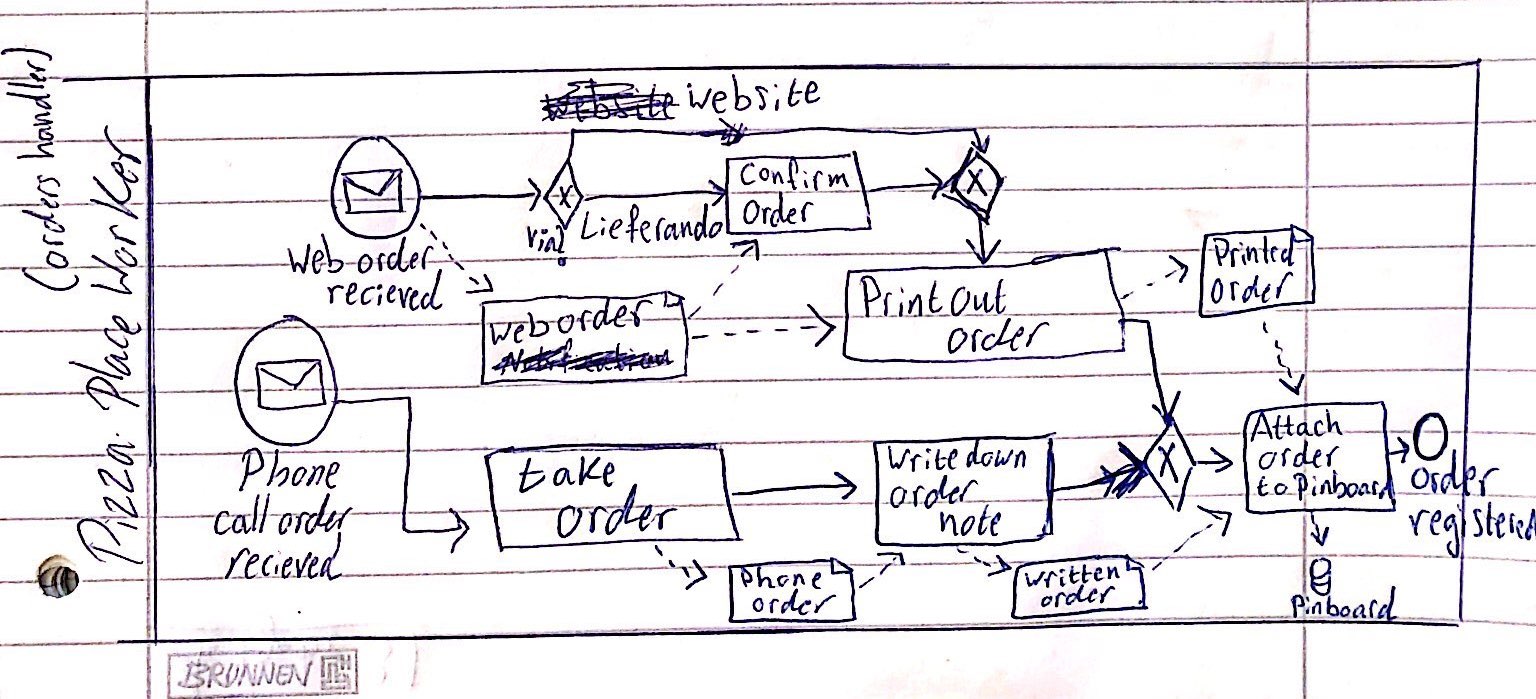 (orders handler)
Pizza: Place Worker
website
Web order
recieved
X
via?
Lieferando
Confirm
Order
X
Web order
Print Out
order
Printed
Order
Phone
call order
recieved
take
order
Write down
order
note
X
Attach
order
to Pinboard
order
registered
Phone
order
written
order
Pinboard
BRUNNEN